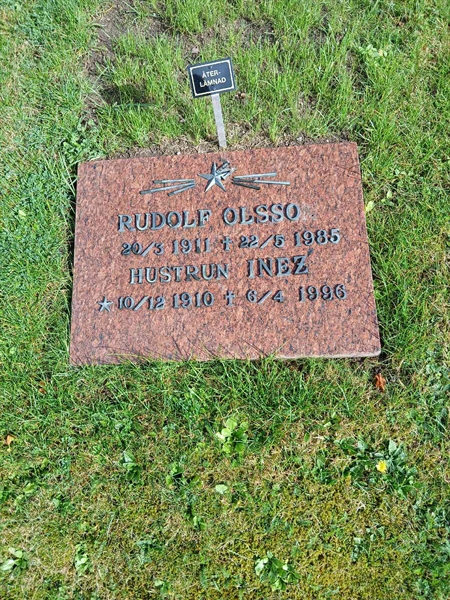 ÅTER-
LÄMNAD
RUDOLF OLSSO
20/3 1911 † 22/5 1985
HUSTRUN INEZ
* 10/12 1910 † 6/4 1996